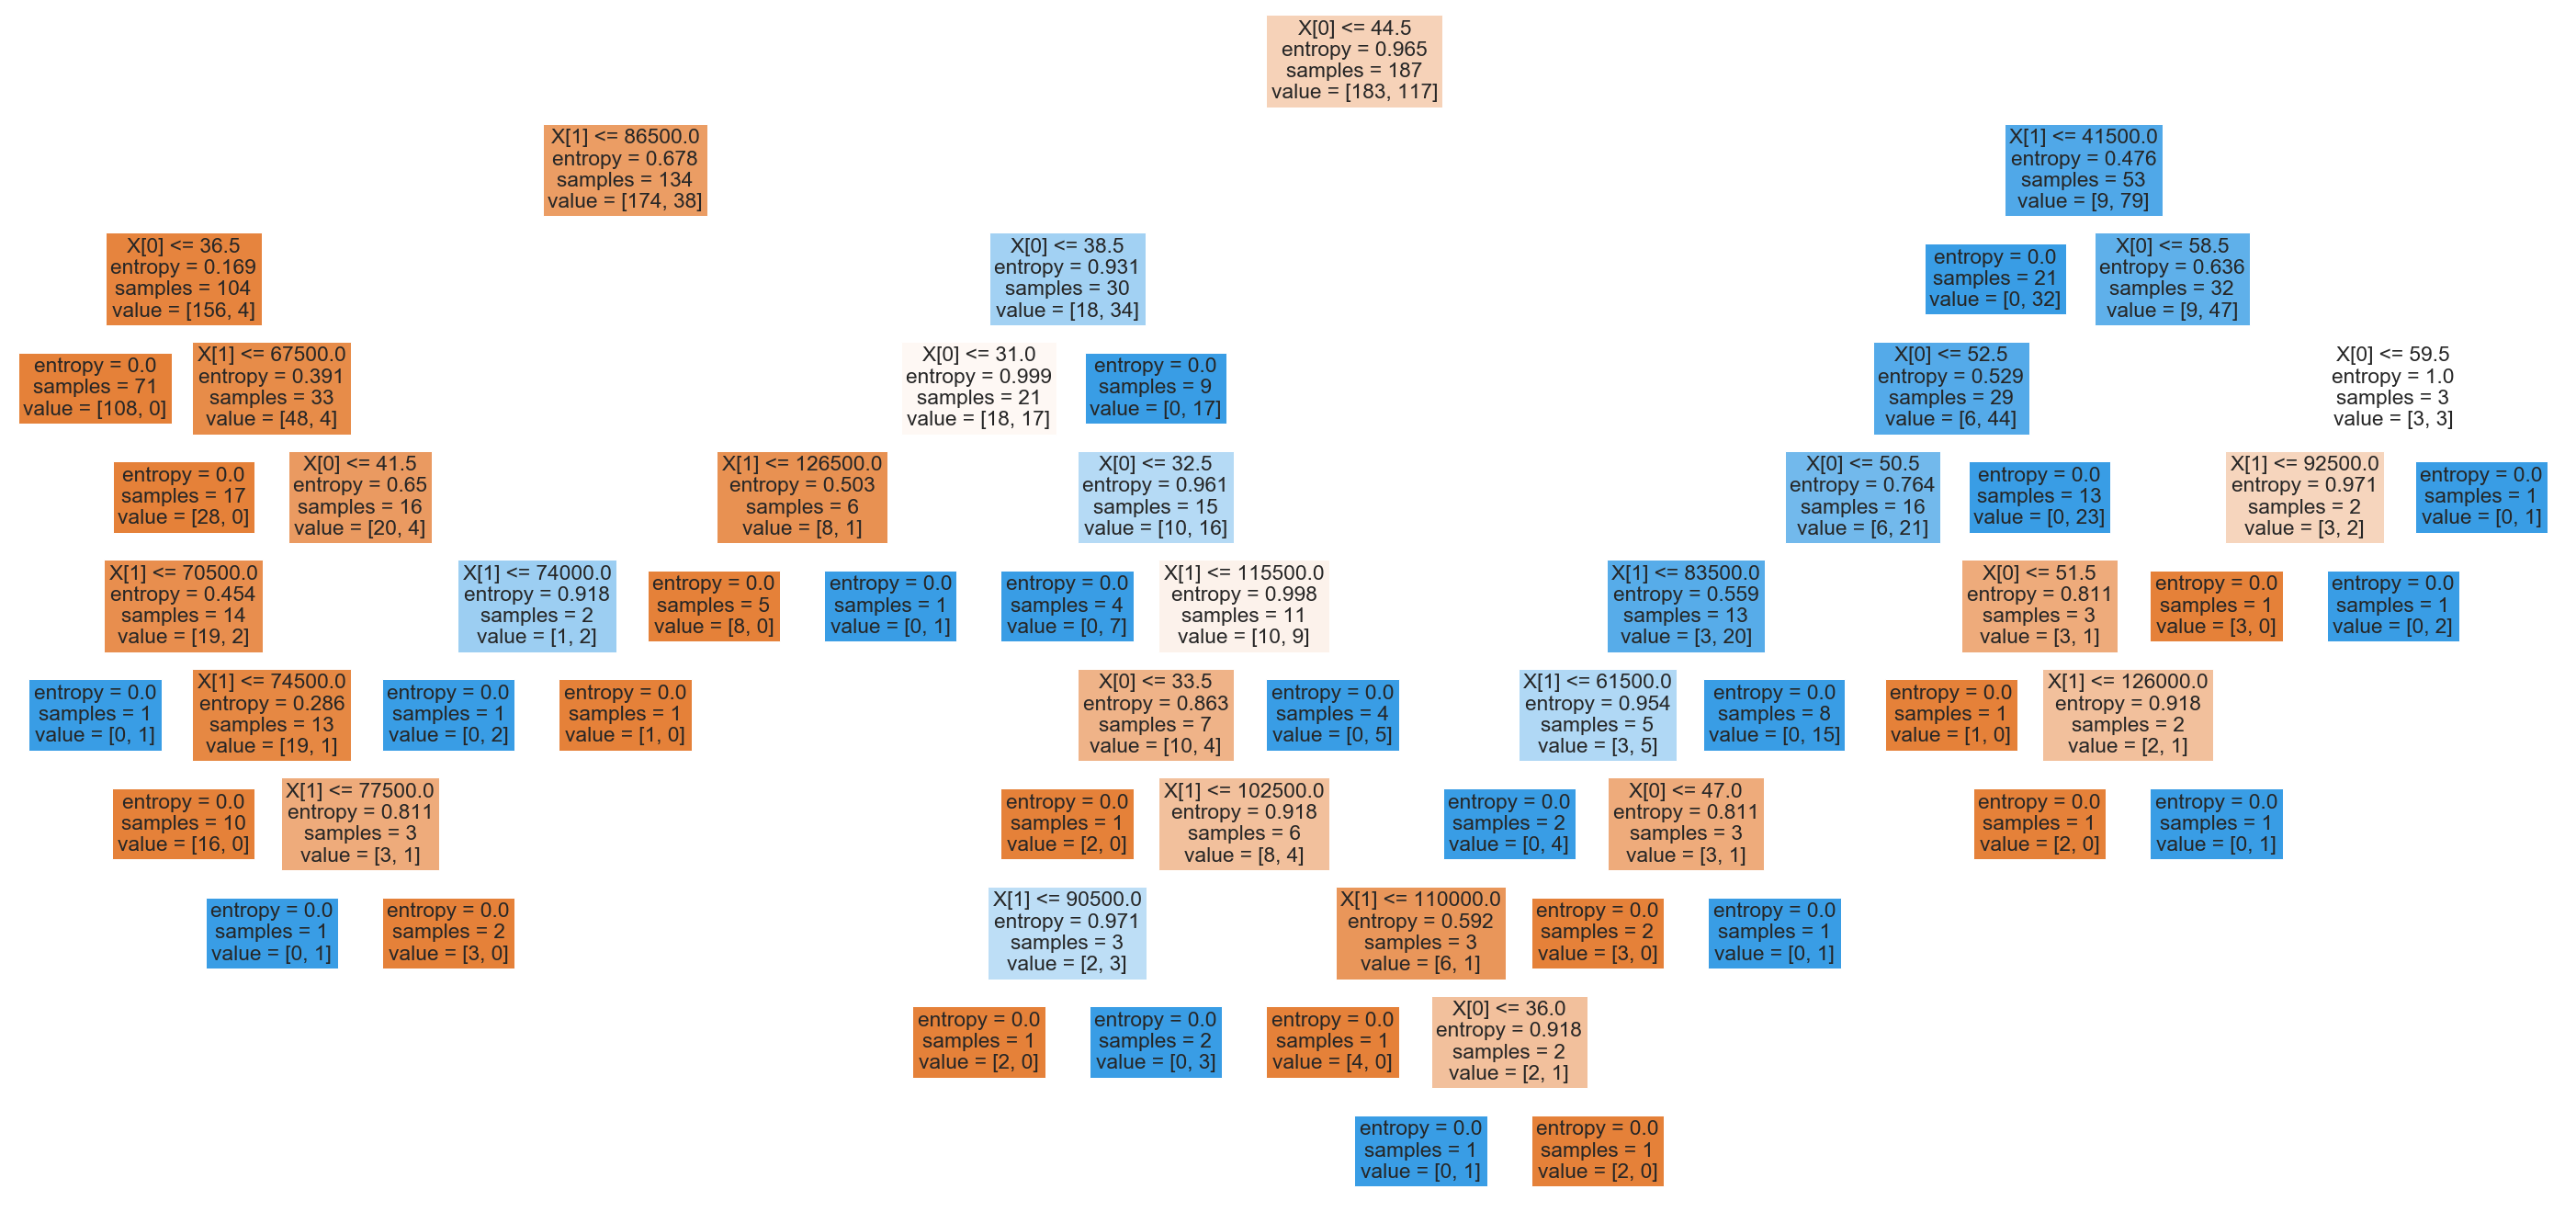 X[0] <= 44.5
entropy = 0.965
samples = 187
value = [183, 117]
X[1] <= 86500.0
entropy = 0.678
samples = 134
value = [174, 38]
X[1] <= 41500.0
entropy = 0.476
samples = 53
value = [9, 79]
X[0] <= 36.5
entropy = 0.169
samples = 104
value = [156, 4]
X[0] <= 38.5
entropy = 0.931
samples = 30
value = [18, 34]
entropy = 0.0
samples = 21
value = [0, 32]
X[0] <= 58.5
entropy = 0.636
samples = 32
value = [9, 47]
entropy = 0.0
samples = 71
value = [108, 0]
X[1] <= 67500.0
entropy = 0.391
samples = 33
value = [48, 4]
X[0] <= 31.0
entropy = 0.999
samples = 21
value = [18, 17]
entropy = 0.0
samples = 9
value = [0, 17]
X[0] <= 52.5
entropy = 0.529
samples = 29
value = [6, 44]
X[0] <= 59.5
entropy = 1.0
samples = 3
value = [3, 3]
entropy = 0.0
samples = 17
value = [28, 0]
X[0] <= 41.5
entropy = 0.65
samples = 16
value = [20, 4]
X[1] <= 126500.0
entropy = 0.503
samples = 6
value = [8, 1]
X[0] <= 32.5
entropy = 0.961
samples = 15
value = [10, 16]
X[0] <= 50.5
entropy = 0.764
samples = 16
value = [6, 21]
entropy = 0.0
samples = 13
value = [0, 23]
X[1] <= 92500.0
entropy = 0.971
samples = 2
value = [3, 2]
entropy = 0.0
samples = 1
value = [0, 1]
X[1] <= 70500.0
entropy = 0.454
samples = 14
value = [19, 2]
X[1] <= 74000.0
entropy = 0.918
samples = 2
value = [1, 2]
entropy = 0.0
samples = 5
value = [8, 0]
entropy = 0.0
samples = 1
value = [0, 1]
entropy = 0.0
samples = 4
value = [0, 7]
X[1] <= 115500.0
entropy = 0.998
samples = 11
value = [10, 9]
X[1] <= 83500.0
entropy = 0.559
samples = 13
value = [3, 20]
X[0] <= 51.5
entropy = 0.811
samples = 3
value = [3, 1]
entropy = 0.0
samples = 1
value = [3, 0]
entropy = 0.0
samples = 1
value = [0, 2]
entropy = 0.0
samples = 1
value = [0, 1]
X[1] <= 74500.0
entropy = 0.286
samples = 13
value = [19, 1]
entropy = 0.0
samples = 1
value = [0, 2]
entropy = 0.0
samples = 1
value = [1, 0]
X[0] <= 33.5
entropy = 0.863
samples = 7
value = [10, 4]
entropy = 0.0
samples = 4
value = [0, 5]
X[1] <= 61500.0
entropy = 0.954
samples = 5
value = [3, 5]
entropy = 0.0
samples = 8
value = [0, 15]
entropy = 0.0
samples = 1
value = [1, 0]
X[1] <= 126000.0
entropy = 0.918
samples = 2
value = [2, 1]
entropy = 0.0
samples = 10
value = [16, 0]
X[1] <= 77500.0
entropy = 0.811
samples = 3
value = [3, 1]
entropy = 0.0
samples = 1
value = [2, 0]
X[1] <= 102500.0
entropy = 0.918
samples = 6
value = [8, 4]
entropy = 0.0
samples = 2
value = [0, 4]
X[0] <= 47.0
entropy = 0.811
samples = 3
value = [3, 1]
entropy = 0.0
samples = 1
value = [2, 0]
entropy = 0.0
samples = 1
value = [0, 1]
entropy = 0.0
samples = 1
value = [0, 1]
entropy = 0.0
samples = 2
value = [3, 0]
X[1] <= 90500.0
entropy = 0.971
samples = 3
value = [2, 3]
X[1] <= 110000.0
entropy = 0.592
samples = 3
value = [6, 1]
entropy = 0.0
samples = 2
value = [3, 0]
entropy = 0.0
samples = 1
value = [0, 1]
entropy = 0.0
samples = 1
value = [2, 0]
entropy = 0.0
samples = 2
value = [0, 3]
entropy = 0.0
samples = 1
value = [4, 0]
X[0] <= 36.0
entropy = 0.918
samples = 2
value = [2, 1]
entropy = 0.0
samples = 1
value = [0, 1]
entropy = 0.0
samples = 1
value = [2, 0]